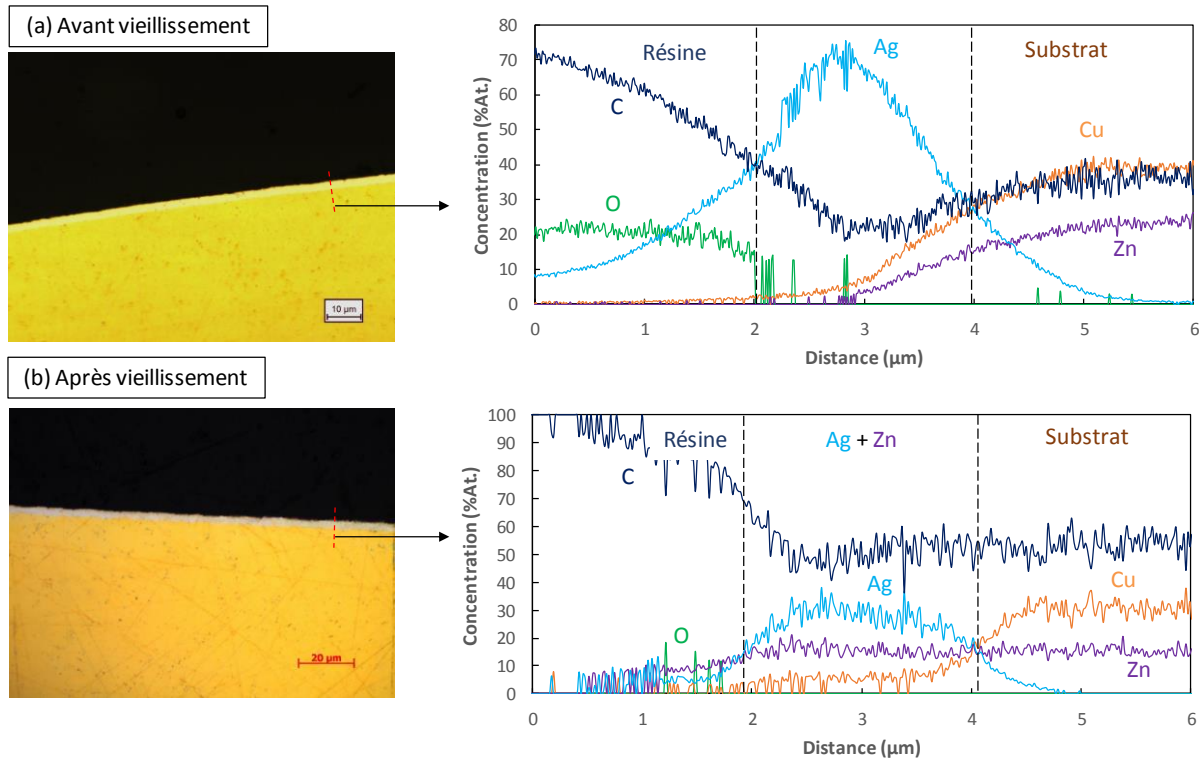 (a) Avant vieillissement
10 µm
80
70
60
50
40
30
20
10
0
Concentration (%At.)
Résine
Ag
Substrat
C
Cu
O
Zn
0 1 2 3 4 5 6
Distance (µm)
(b) Après vieillissement
20 µm
100
90
80
70
60
50
40
30
20
10
0
Concentration (%At.)
Résine
Ag + Zn
Substrat
C
Ag
Cu
O
Zn
0 1 2 3 4 5 6
Distance (µm)